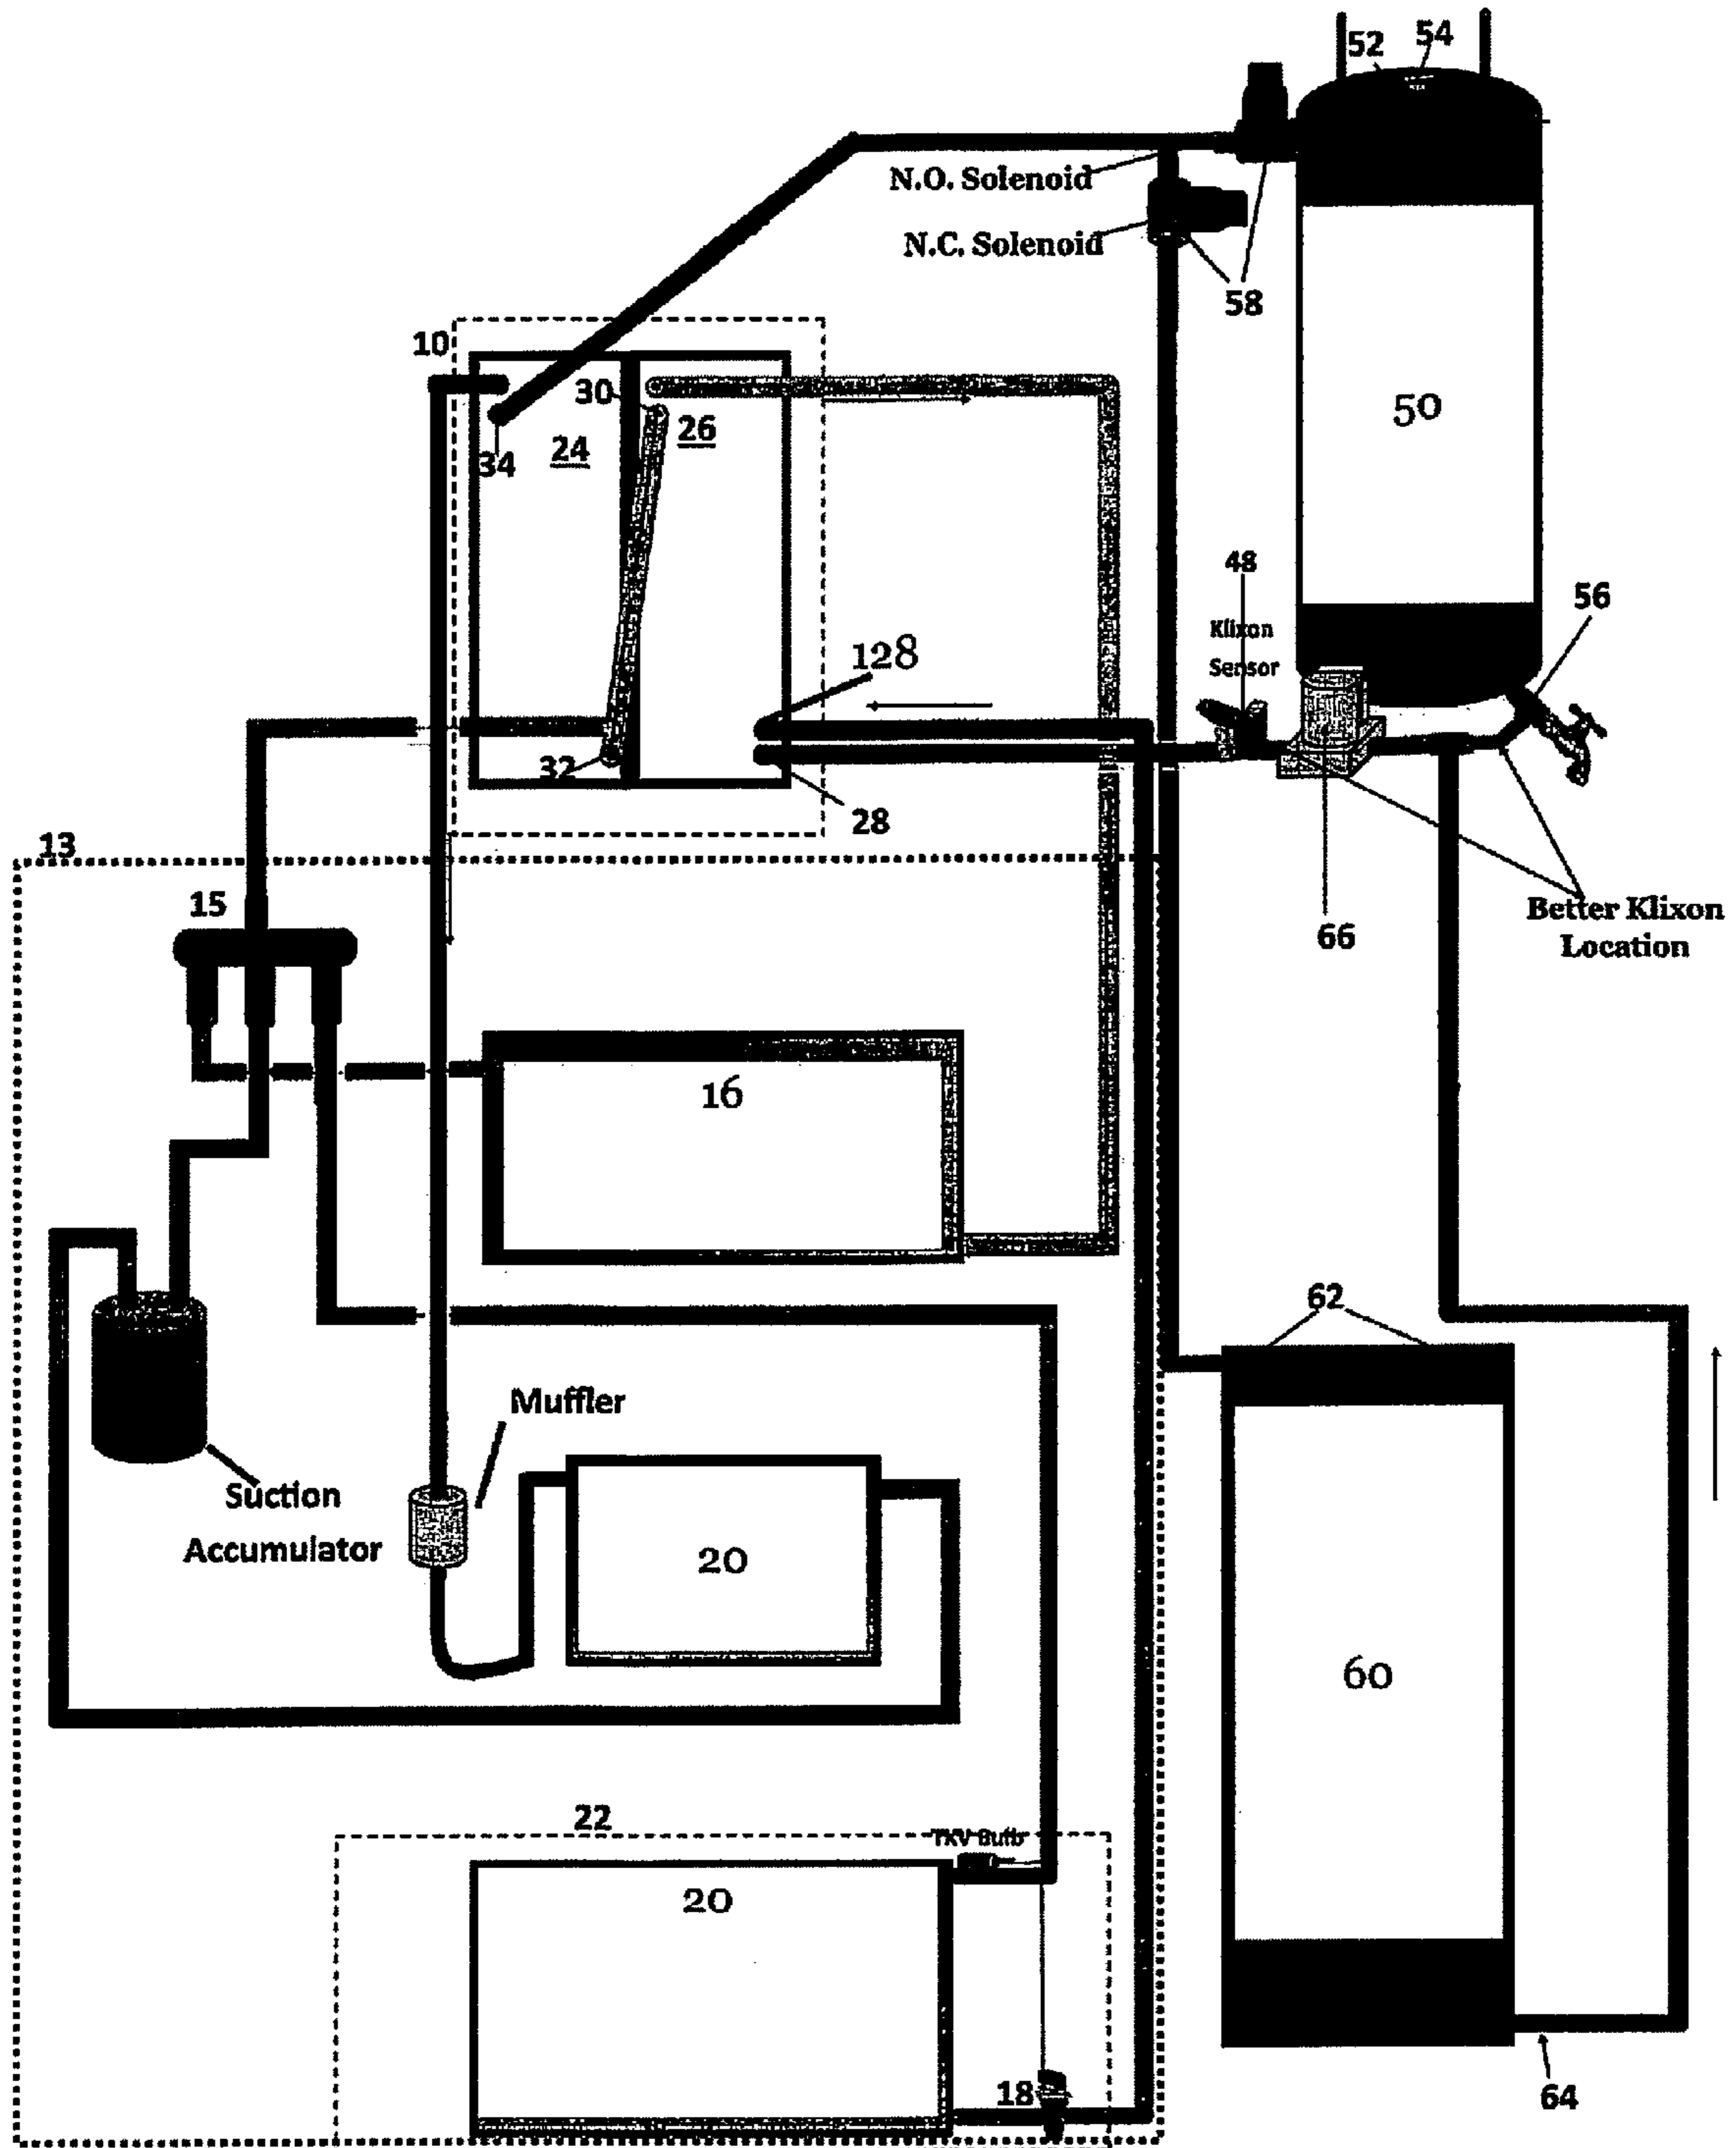 52 54
N.O. Solenoid
N.C. Solenoid
58
10
30
26
24
34
50
48
Klixon
Sensor
56
128
32
28
13
15
66
Better Klixon
Location
16
62
Muffler
Suction
Accumulator
20
60
22
TXV Bulb
20
18
64